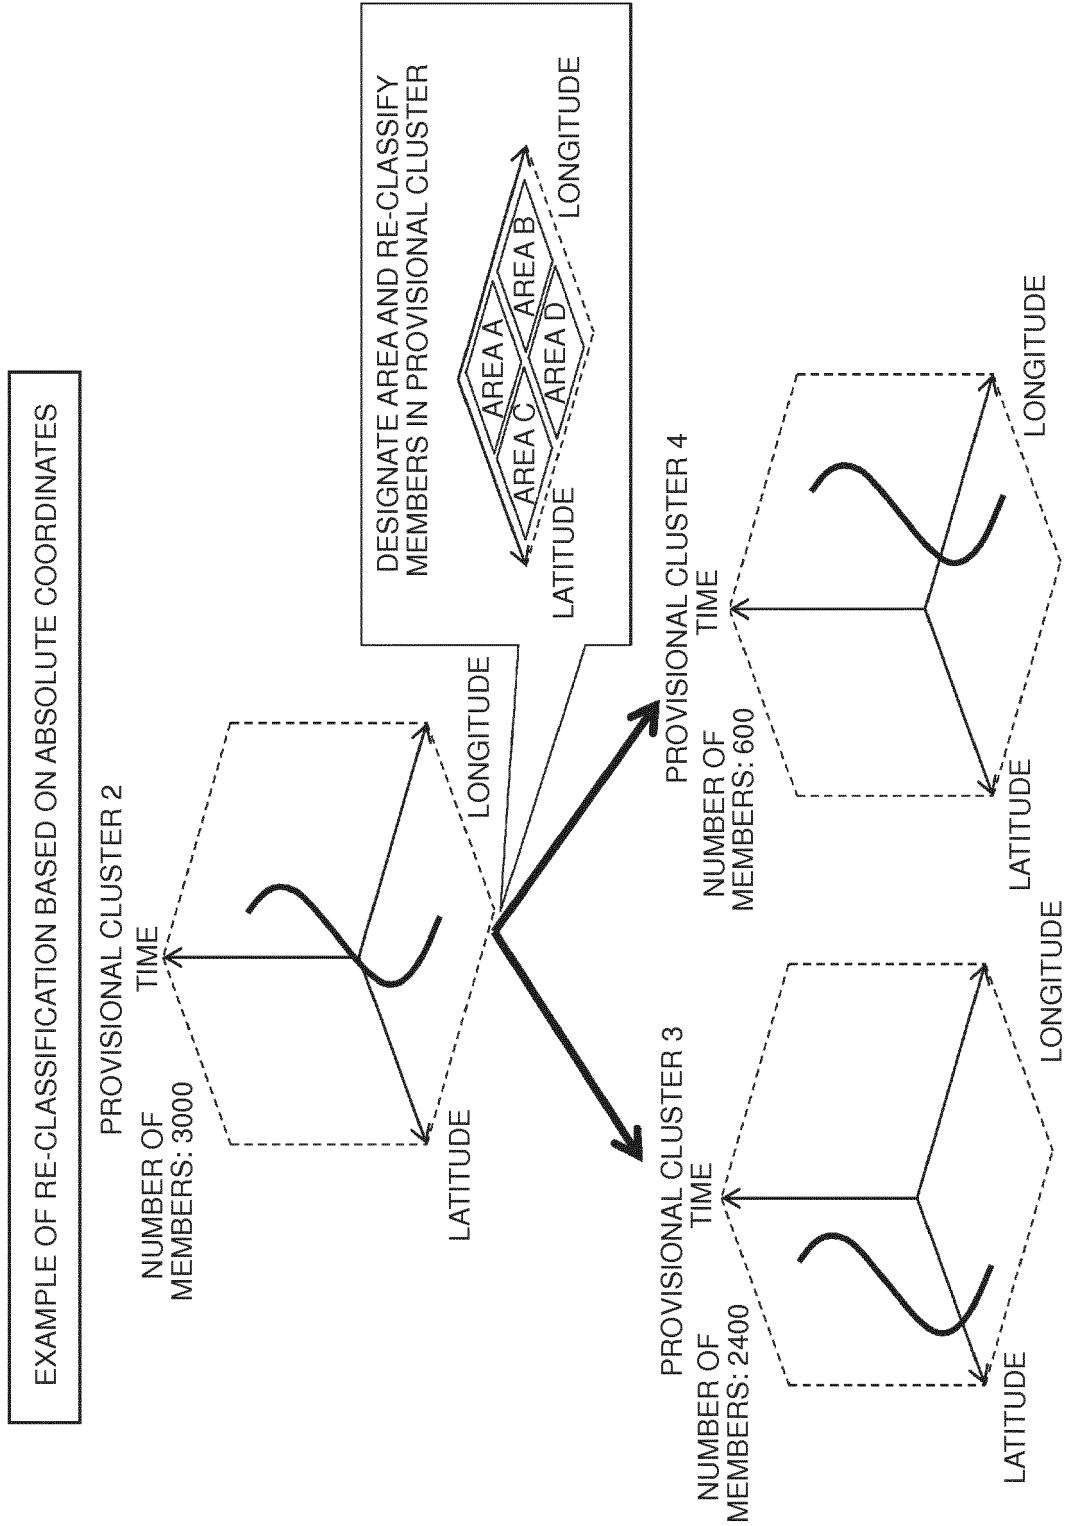 EXAMPLE OF RE-CLASSIFICATION BASED ON ABSOLUTE COORDINATES
PROVISIONAL CLUSTER 2
NUMBER OF
MEMBERS: 3000
TIME
LATITUDE
LONGITUDE
DESIGNATE AREA AND RE-CLASSIFY
MEMBERS IN PROVISIONAL CLUSTER
AREA A
AREA B
AREA C
AREA D
LATITUDE
LONGITUDE
PROVISIONAL CLUSTER 3
NUMBER OF
MEMBERS: 2400
TIME
LATITUDE
LONGITUDE
PROVISIONAL CLUSTER 4
NUMBER OF
MEMBERS: 600
TIME
LATITUDE
LONGITUDE